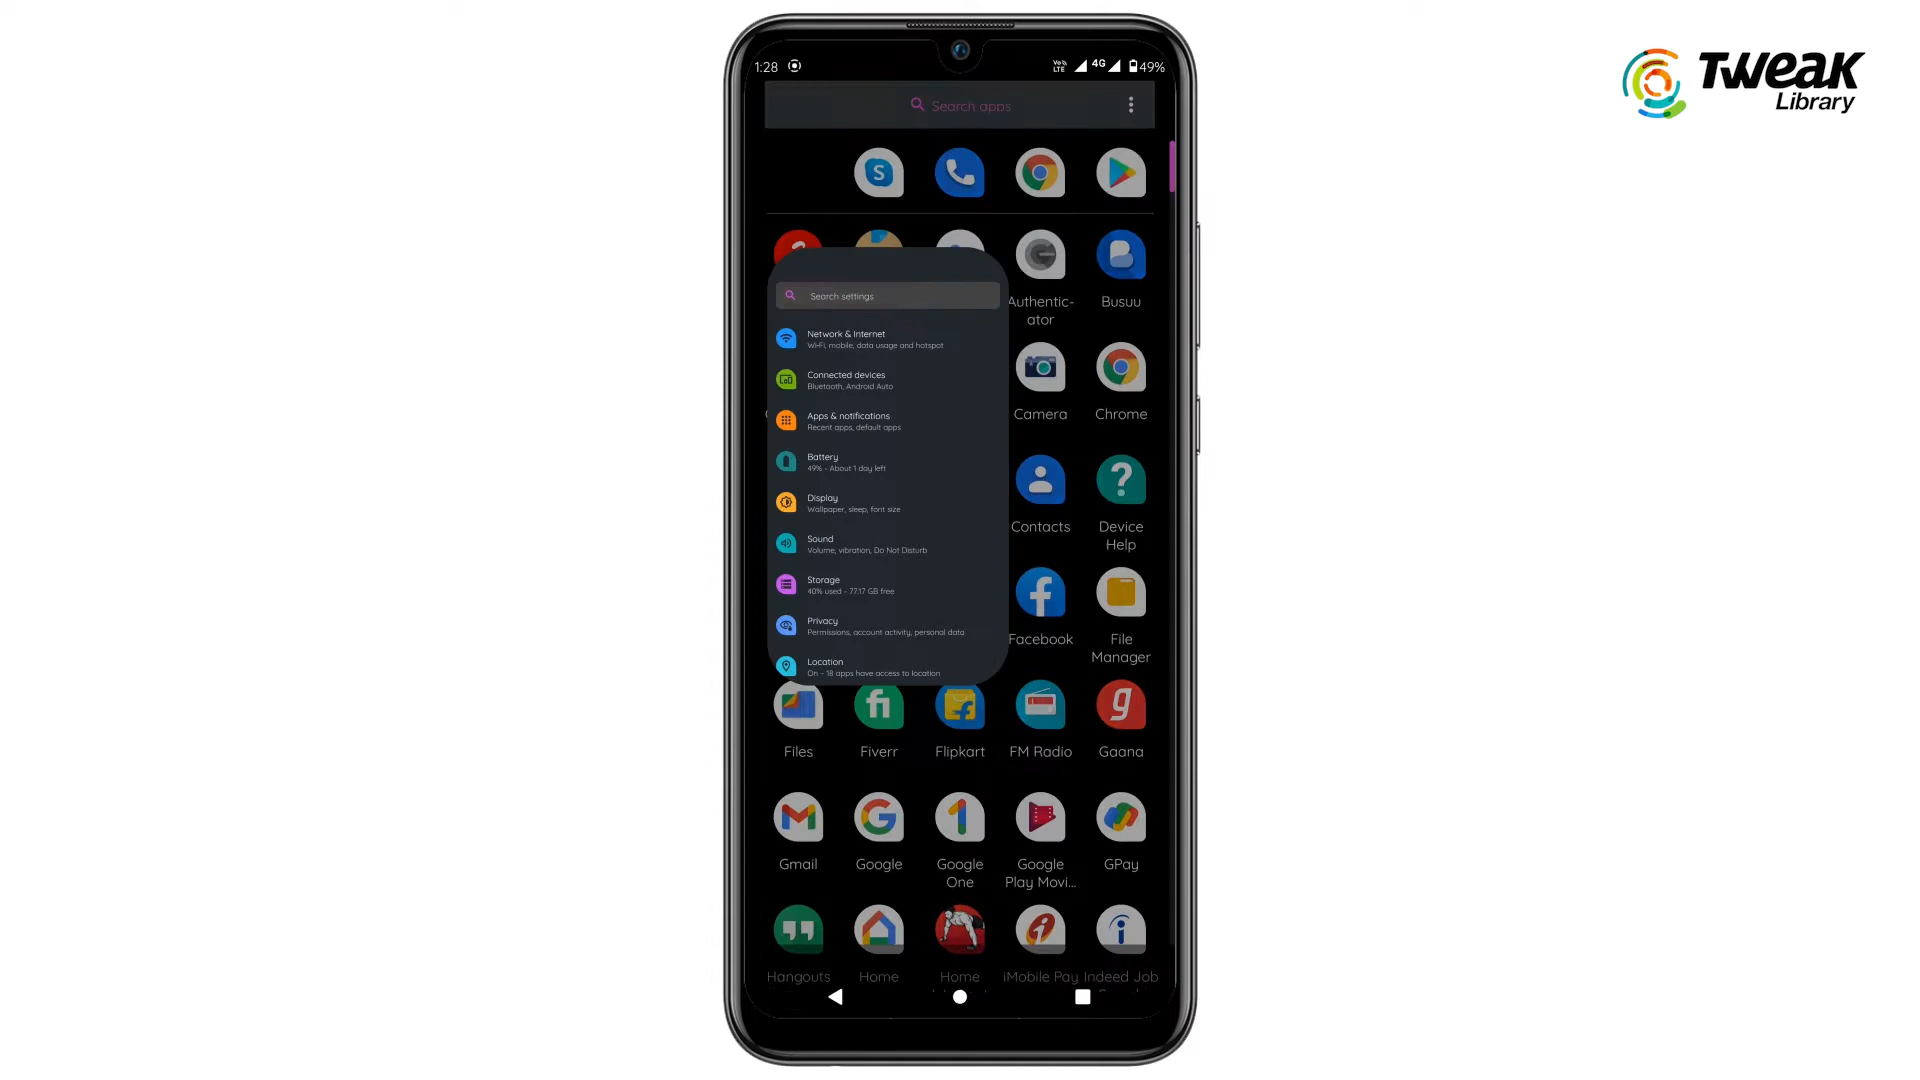 TWEAK
Library
1:28
Vo
LTE
4G
49%
Search apps
S
Authentic-
ator
Busuu
Search settings
Network & Internet
Wi-Fi, mobile, data usage and hotspot
Connected devices
Bluetooth, Android Auto
Apps & notifications
Recent apps, default apps
Camera
Chrome
Battery
49% - About 1 day left
Display
Wallpaper, sleep, font size
Contacts
Device
Help
Sound
Volume, vibration, Do Not Disturb
Storage
40% used - 77.17 GB free
Privacy
Permissions, account activity, personal data
Facebook
File
Manager
Location
On - 18 apps have access to location
fi
g
Files
Fiverr
Flipkart
FM Radio
Gaana
Gmail
Google
Google
One
Google
Play Movi...
GPay
Hangouts
Home
Home
iMobile Pay
Indeed Job